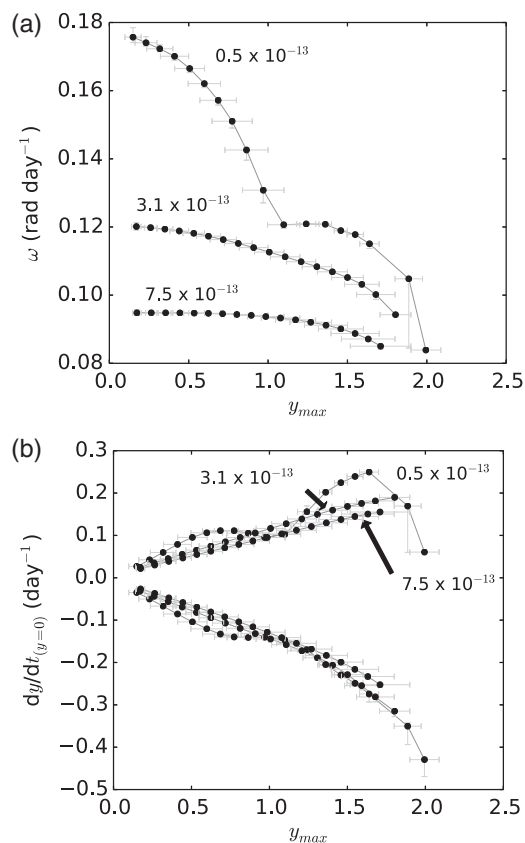 (a)
0.18
0.16
0.14
0.12
0.10
0.08
ω (rad day⁻¹)
0.5 x 10⁻¹³
3.1 x 10⁻¹³
7.5 x 10⁻¹³
0.0 0.5 1.0 1.5 2.0 2.5
y_max
(b)
0.3
0.2
0.1
0.0
−0.1
−0.2
−0.3
−0.4
−0.5
dy/dt_(y=0) (day⁻¹)
3.1 x 10⁻¹³
0.5 x 10⁻¹³
7.5 x 10⁻¹³
0.0 0.5 1.0 1.5 2.0 2.5
y_max